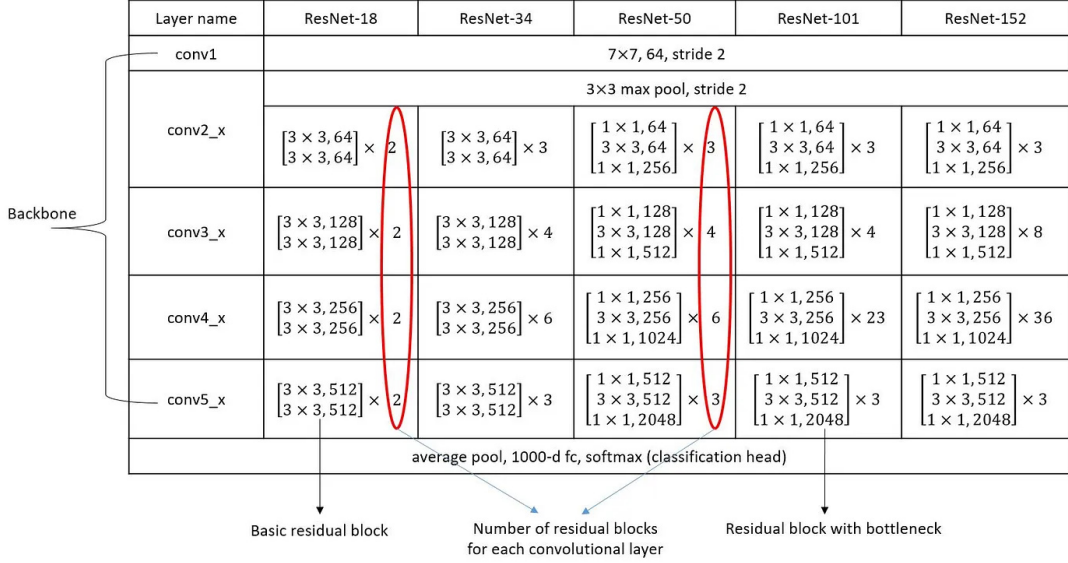 Layer name ResNet-18 ResNet-34 ResNet-50 ResNet-101 ResNet-152
conv1 7×7, 64, stride 2
3×3 max pool, stride 2
conv2_x
[3 × 3, 64] × 2
[3 × 3, 64]
[3 × 3, 64] × 3
[3 × 3, 64]
[1 × 1, 64]
[3 × 3, 64] × 3
[1 × 1, 256]
[1 × 1, 64]
[3 × 3, 64] × 3
[1 × 1, 256]
[1 × 1, 64]
[3 × 3, 64] × 3
[1 × 1, 256]
Backbone
conv3_x
[3 × 3, 128] × 2
[3 × 3, 128]
[3 × 3, 128] × 4
[3 × 3, 128]
[1 × 1, 128]
[3 × 3, 128] × 4
[1 × 1, 512]
[1 × 1, 128]
[3 × 3, 128] × 4
[1 × 1, 512]
[1 × 1, 128]
[3 × 3, 128] × 8
[1 × 1, 512]
conv4_x
[3 × 3, 256] × 2
[3 × 3, 256]
[3 × 3, 256] × 6
[3 × 3, 256]
[1 × 1, 256]
[3 × 3, 256] × 6
[1 × 1, 1024]
[1 × 1, 256]
[3 × 3, 256] × 23
[1 × 1, 1024]
[1 × 1, 256]
[3 × 3, 256] × 36
[1 × 1, 1024]
conv5_x
[3 × 3, 512] × 2
[3 × 3, 512]
[3 × 3, 512] × 3
[3 × 3, 512]
[1 × 1, 512]
[3 × 3, 512] × 3
[1 × 1, 2048]
[1 × 1, 512]
[3 × 3, 512] × 3
[1 × 1, 2048]
[1 × 1, 512]
[3 × 3, 512] × 3
[1 × 1, 2048]
average pool, 1000-d fc, softmax (classification head)
Basic residual block
Number of residual blocks
for each convolutional layer
Residual block with bottleneck